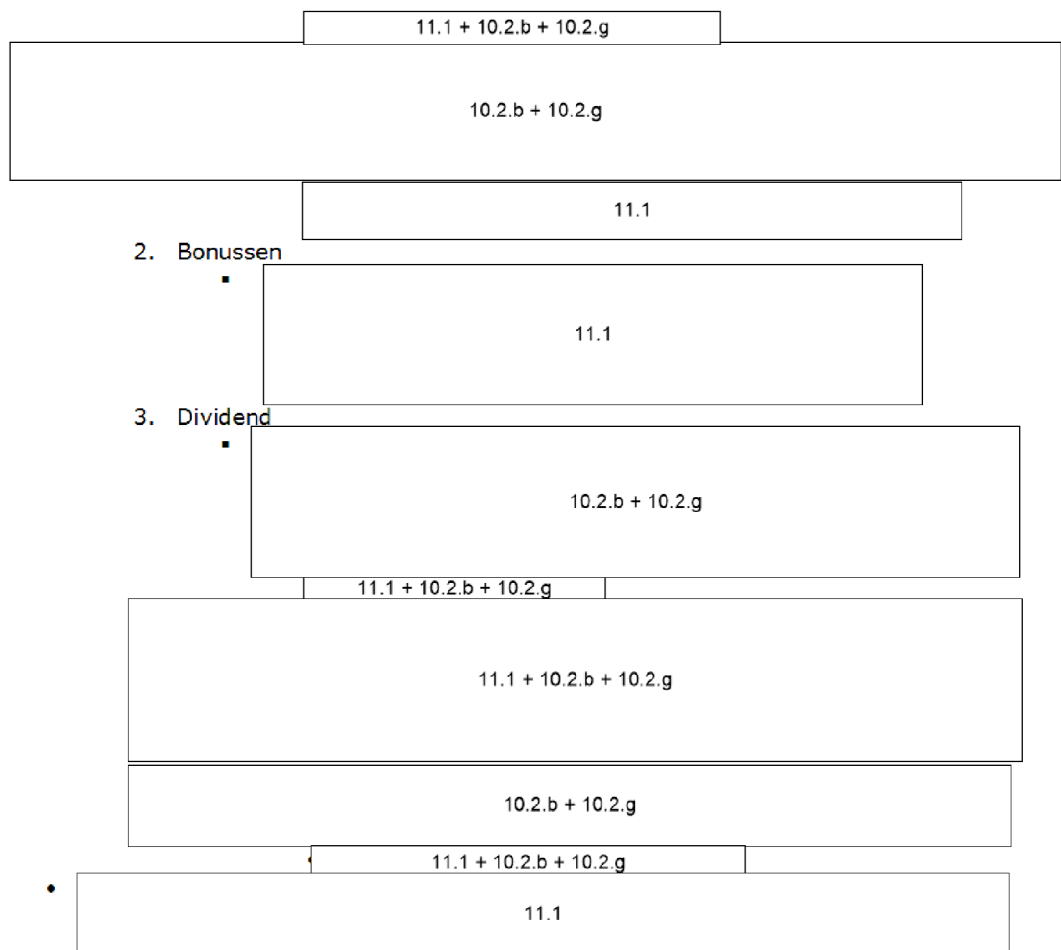 11.1 + 10.2.b + 10.2.g
10.2.b + 10.2.g
11.1
2. Bonussen
▪
11.1
3. Dividend
▪
10.2.b + 10.2.g
11.1 + 10.2.b + 10.2.g
11.1 + 10.2.b + 10.2.g
10.2.b + 10.2.g
11.1 + 10.2.b + 10.2.g
•
11.1